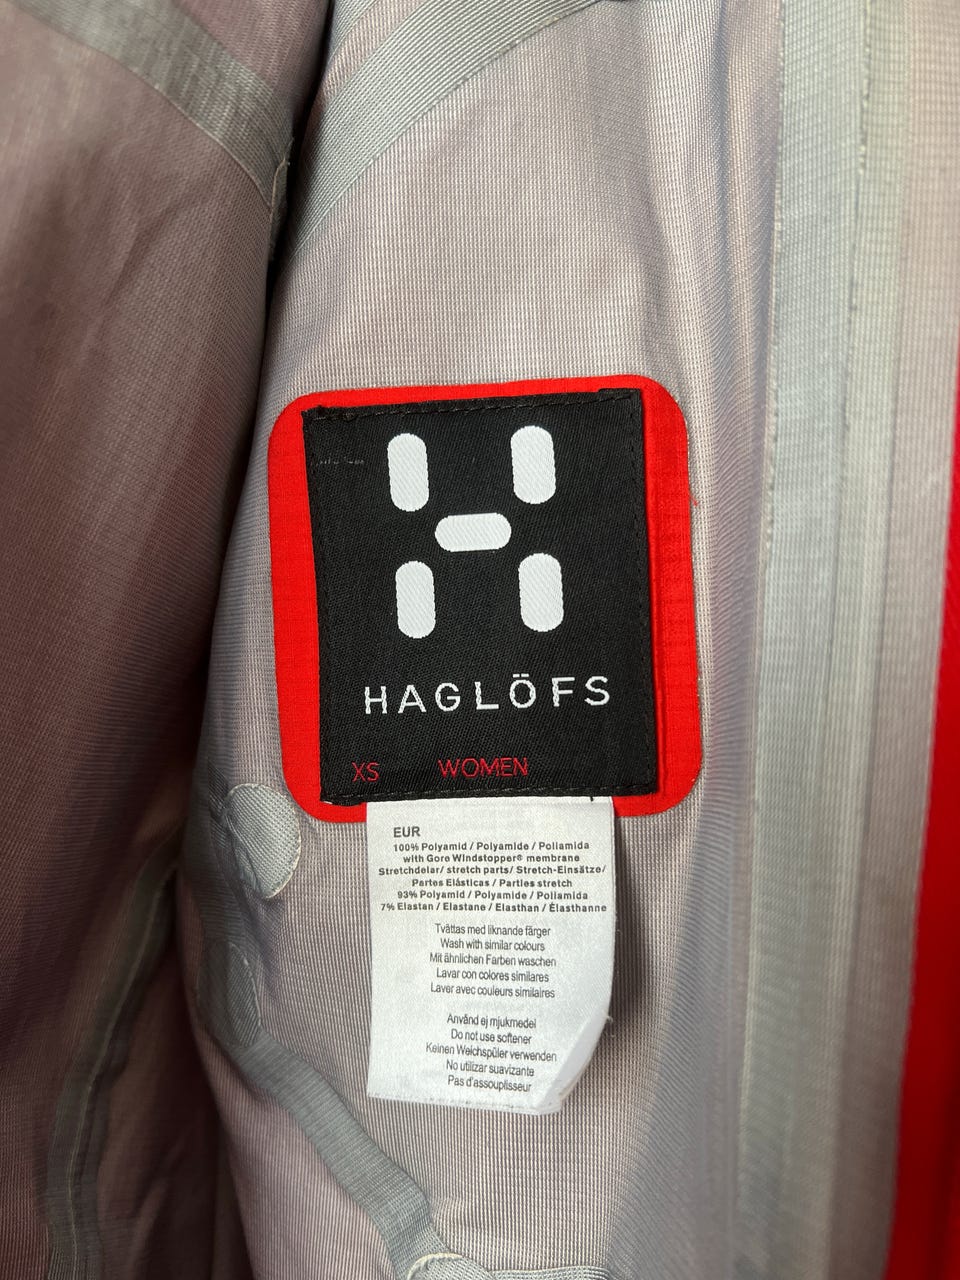 HAGLÖFS
XS WOMEN
EUR
100% Polyamid / Polyamide / Poliamida
with Gore Windstopper® membrane
Stretchdelar/ stretch parts/ Stretch-Einsätze/
Partes Elásticas / Parties stretch
93% Polyamid / Polyamide / Poliamida
7% Elastan / Elastane / Elasthan / Élasthanne
Tvättas med liknande färger
Wash with similar colours
Mit ähnlichen Farben waschen
Lavar con colores similares
Laver avec couleurs similaires
Använd ej mjukmedel
Do not use softener
Keinen Weichspüler verwenden
No utilizar suavizante
Pas d'assouplisseur